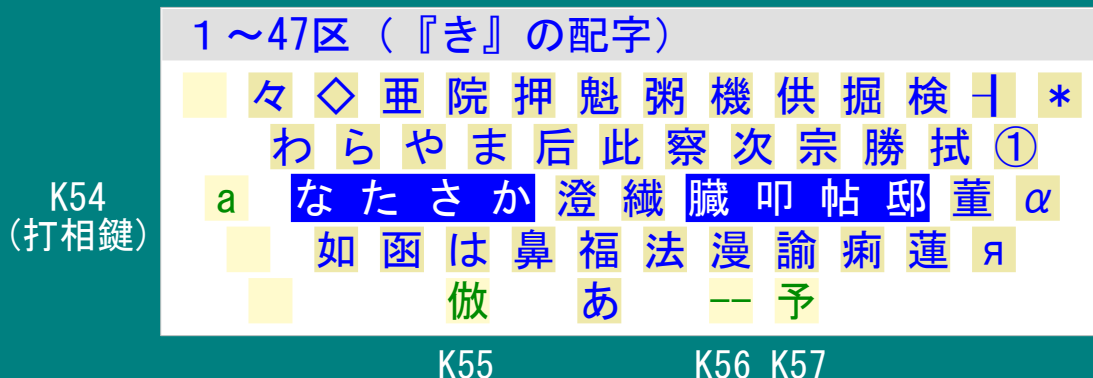 1～47区（『き』の配字）
々 ◇ 亜 院 押 魁 粥 機 供 掘 検 ┤ *
わ ら や ま 后 此 察 次 宗 勝 拭 ①
K54
（打相鍵）
a な た さ か 澄 繊 臓 叩 帖 邸 董 α
如 函 は 鼻 福 法 漫 諭 痢 蓮 я
倣 あ -- 予
K55 K56 K57